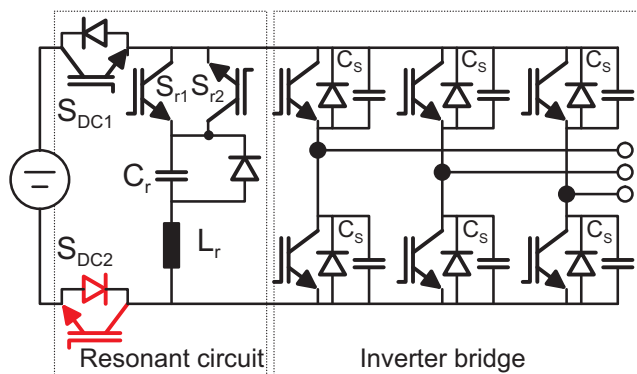 C_S C_S C_S
S_r1 S_r2
S_DC1
C_r
C_S C_S C_S
L_r
S_DC2
Resonant circuit Inverter bridge